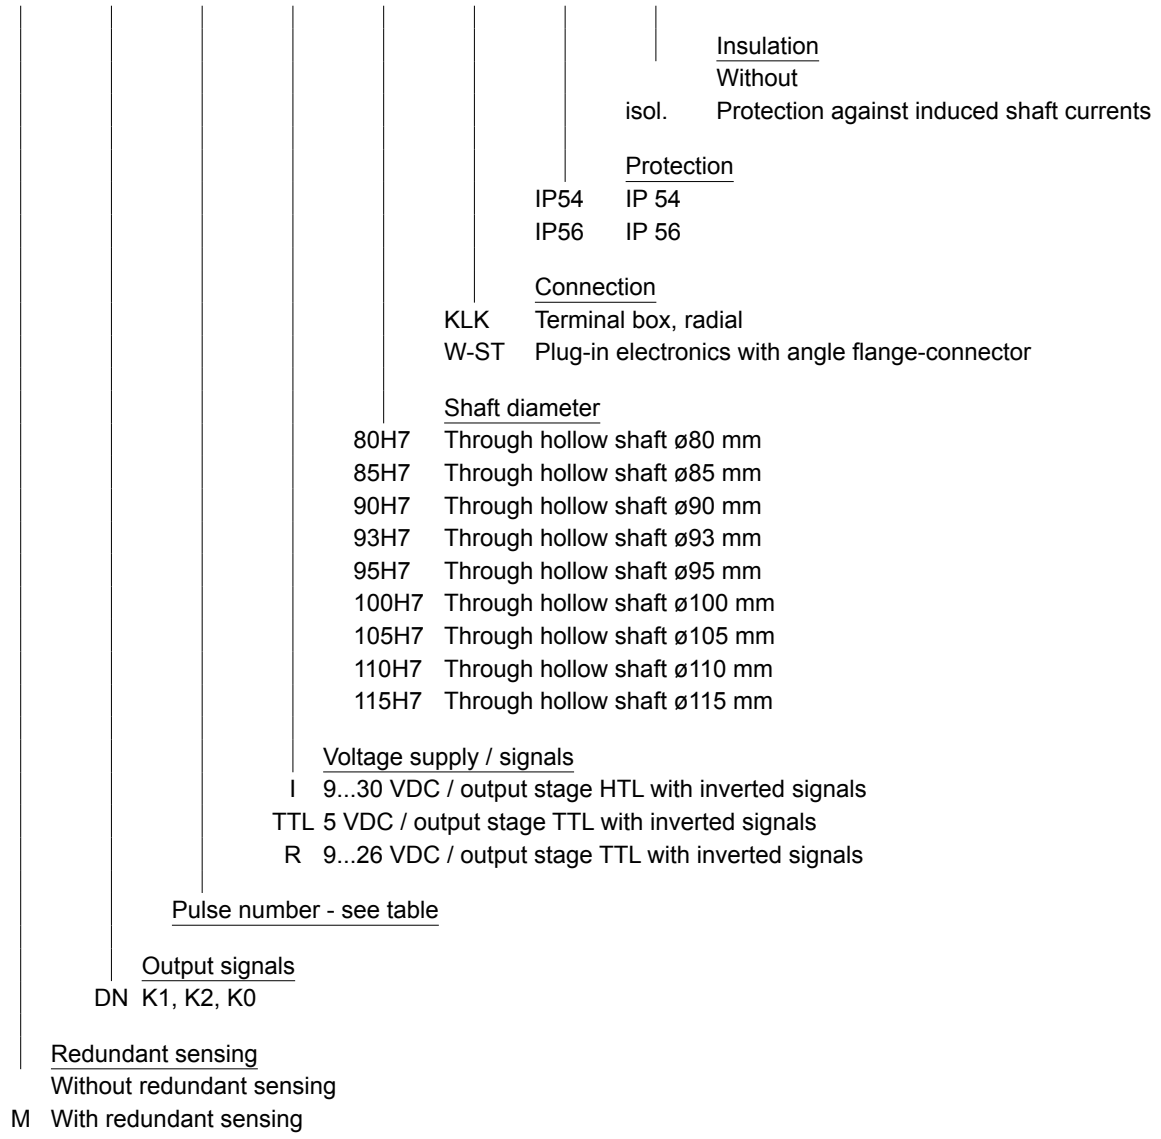 Insulation
Without
isol. Protection against induced shaft currents
Protection
IP54 IP 54
IP56 IP 56
Connection
KLK Terminal box, radial
W-ST Plug-in electronics with angle flange-connector
Shaft diameter
80H7 Through hollow shaft ø80 mm
85H7 Through hollow shaft ø85 mm
90H7 Through hollow shaft ø90 mm
93H7 Through hollow shaft ø93 mm
95H7 Through hollow shaft ø95 mm
100H7 Through hollow shaft ø100 mm
105H7 Through hollow shaft ø105 mm
110H7 Through hollow shaft ø110 mm
115H7 Through hollow shaft ø115 mm
Voltage supply / signals
I 9...30 VDC / output stage HTL with inverted signals
TTL 5 VDC / output stage TTL with inverted signals
R 9...26 VDC / output stage TTL with inverted signals
Pulse number - see table
Output signals
DN K1, K2, K0
Redundant sensing
Without redundant sensing
M With redundant sensing